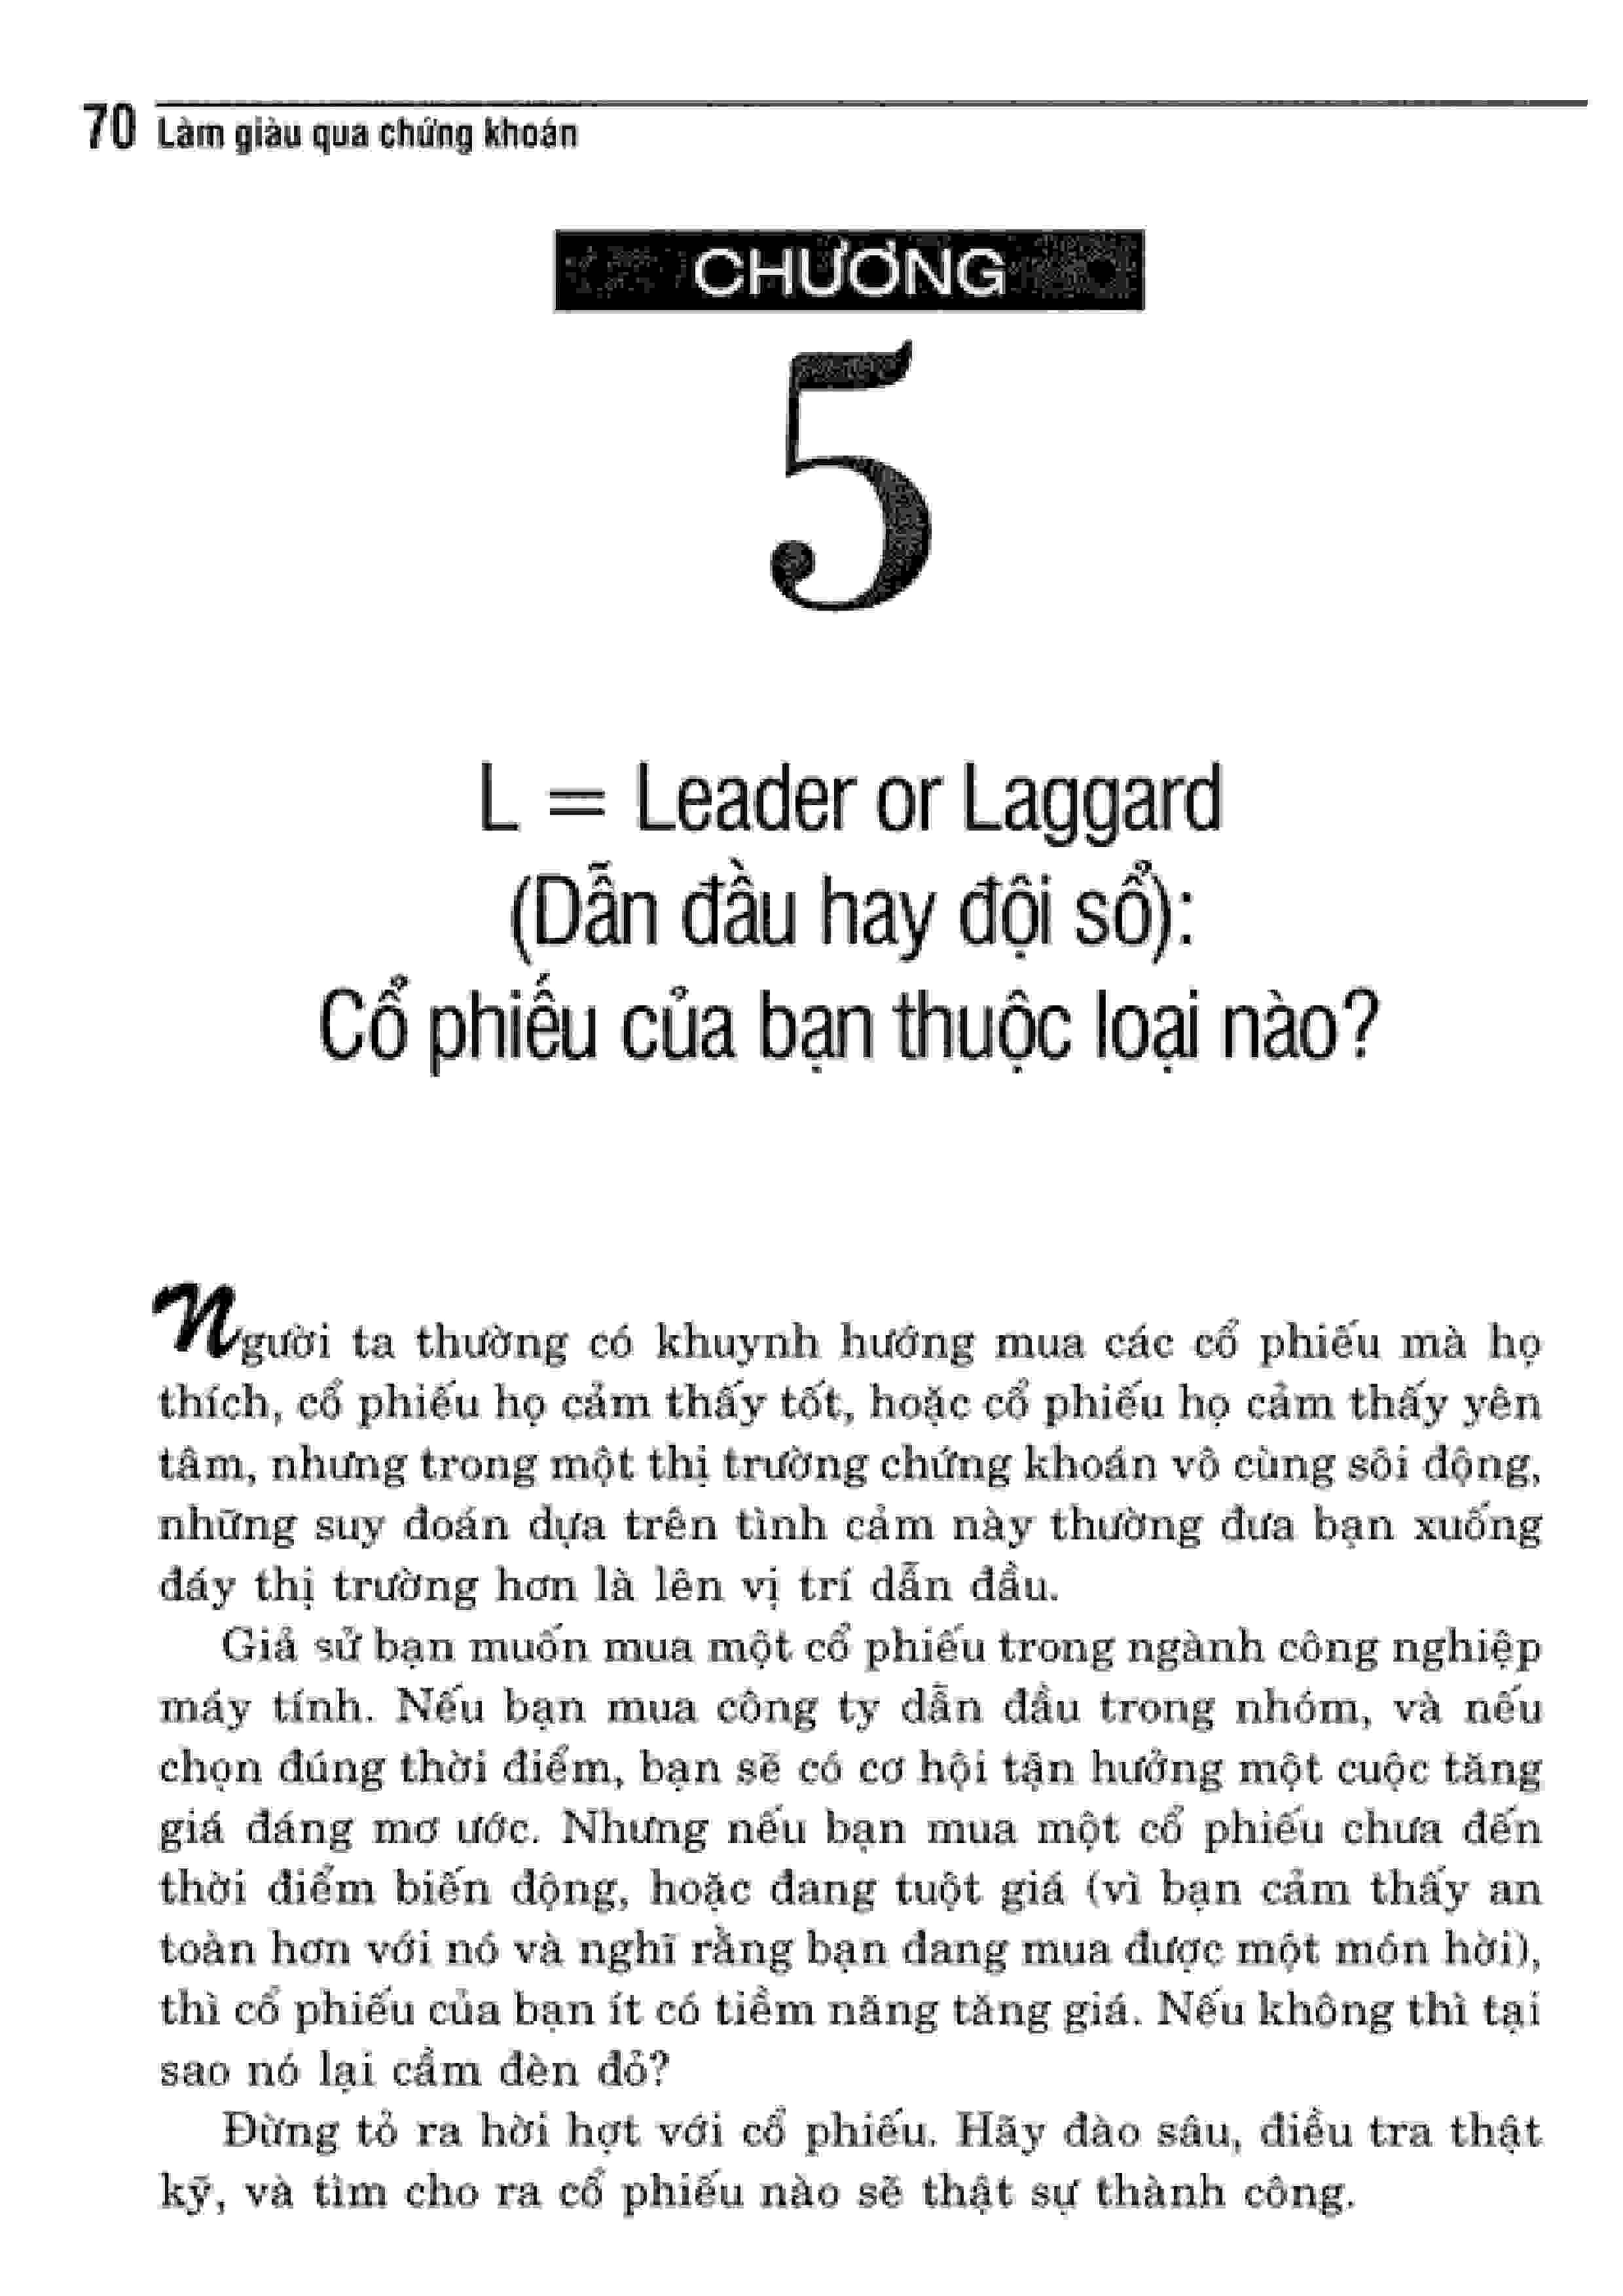 70 Làm giàu qua chứng khoán
CHƯƠNG
5
L = Leader or Laggard
(Dẫn đầu hay đội sổ):
Cổ phiếu của bạn thuộc loại nào?
Người ta thường có khuynh hướng mua các cổ phiếu mà họ
thích, cổ phiếu họ cảm thấy tốt, hoặc cổ phiếu họ cảm thấy yên
tâm, nhưng trong một thị trường chứng khoán vô cùng sôi động,
những suy đoán dựa trên tình cảm này thường đưa bạn xuống
đáy thị trường hơn là lên vị trí dẫn đầu.
Giả sử bạn muốn mua một cổ phiếu trong ngành công nghiệp
máy tính. Nếu bạn mua công ty dẫn đầu trong nhóm, và nếu
chọn đúng thời điểm, bạn sẽ có cơ hội tận hưởng một cuộc tăng
giá đáng mơ ước. Nhưng nếu bạn mua một cổ phiếu chưa đến
thời điểm biến động, hoặc đang tuột giá (vì bạn cảm thấy an
toàn hơn với nó và nghĩ rằng bạn đang mua được một món hời),
thì cổ phiếu của bạn ít có tiềm năng tăng giá. Nếu không thì tại
sao nó lại cầm đèn đỏ?
Đừng tỏ ra hời hợt với cổ phiếu. Hãy đào sâu, điều tra thật
kỹ, và tìm cho ra cổ phiếu nào sẽ thật sự thành công.